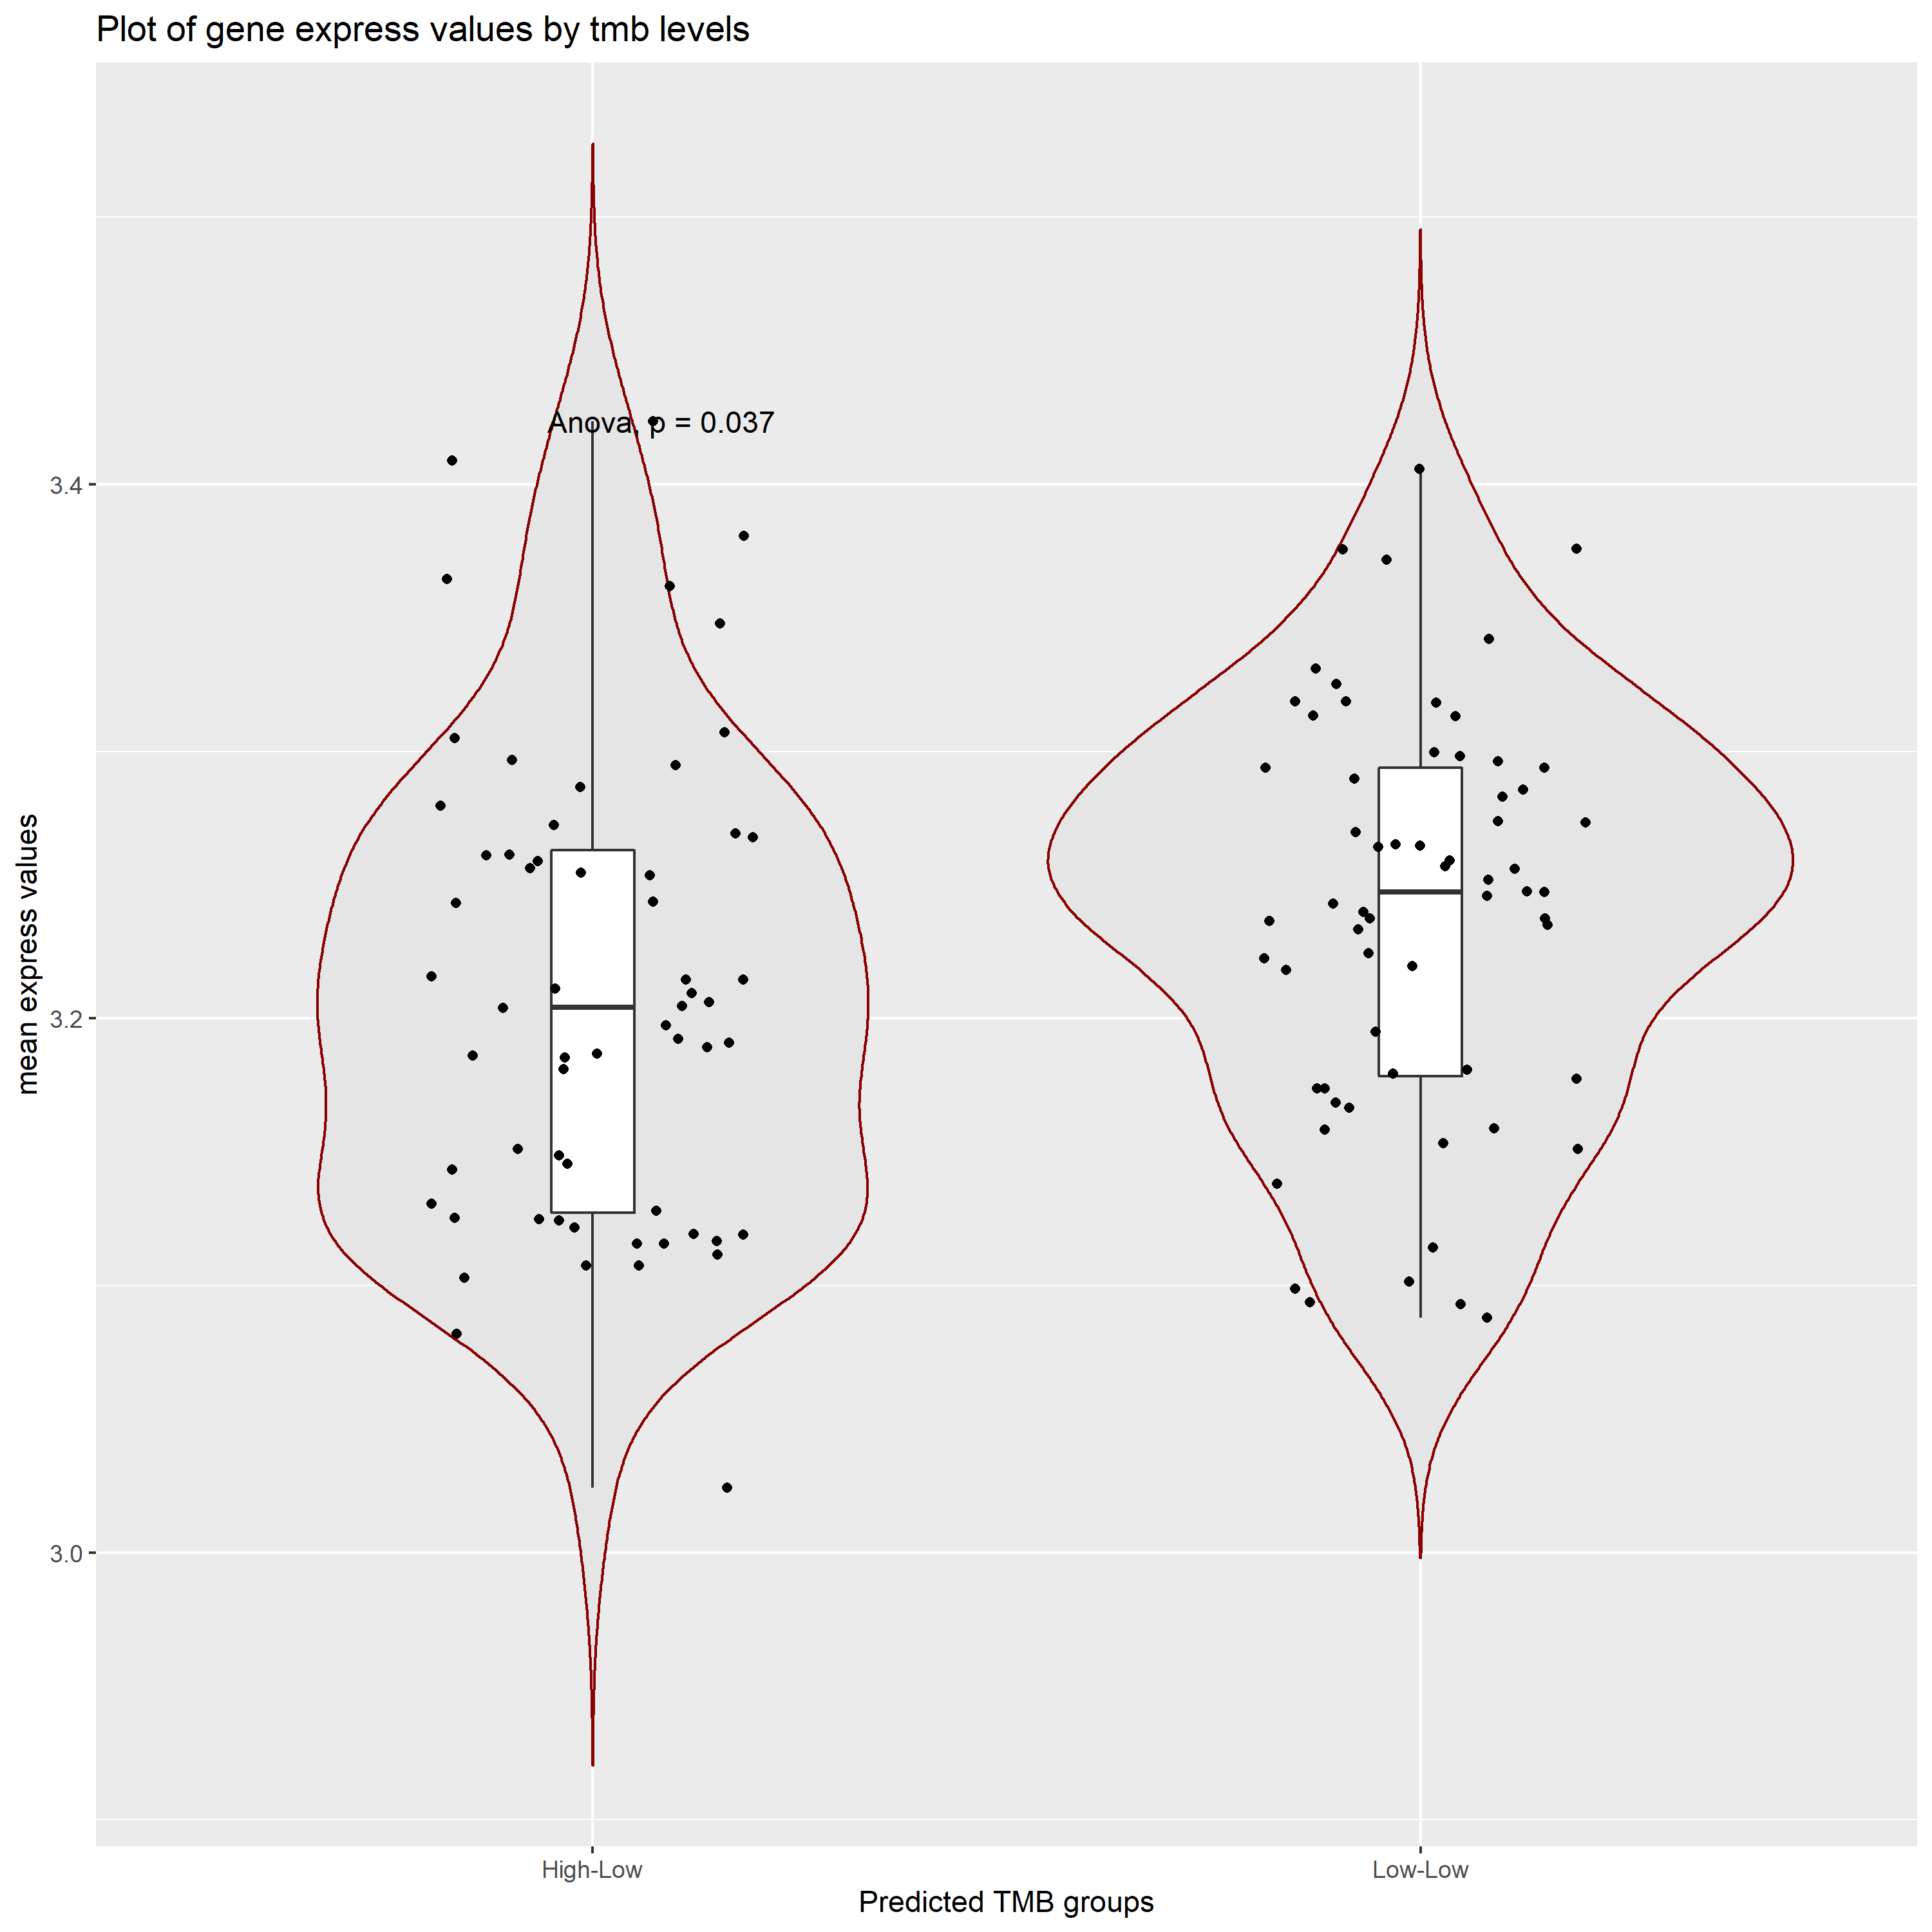 Plot of gene express values by tmb levels
Anova, p = 0.037
3.4
3.2
3.0
mean express values
High-Low
Low-Low
Predicted TMB groups